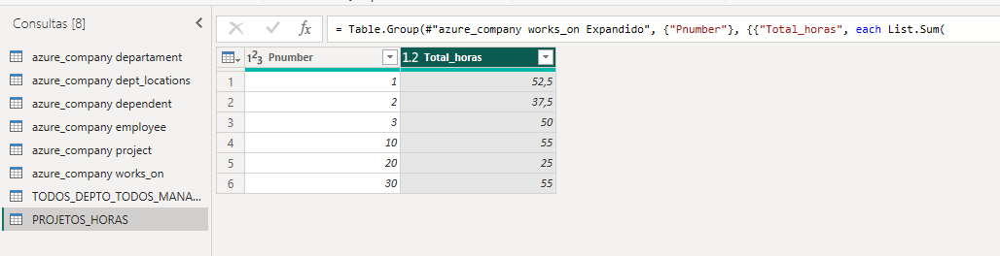 Consultas [8]
azure_company departament
azure_company dept_locations
azure_company dependent
azure_company employee
azure_company project
azure_company works_on
TODOS_DEPTO_TODOS_MANA...
PROJETOS_HORAS
fx = Table.Group(#"azure_company works_on Expandido", {"Pnumber"}, {{"Total_horas", each List.Sum(
1²3 Pnumber 1.2 Total_horas
1 1 52,5
2 2 37,5
3 3 50
4 10 55
5 20 25
6 30 55